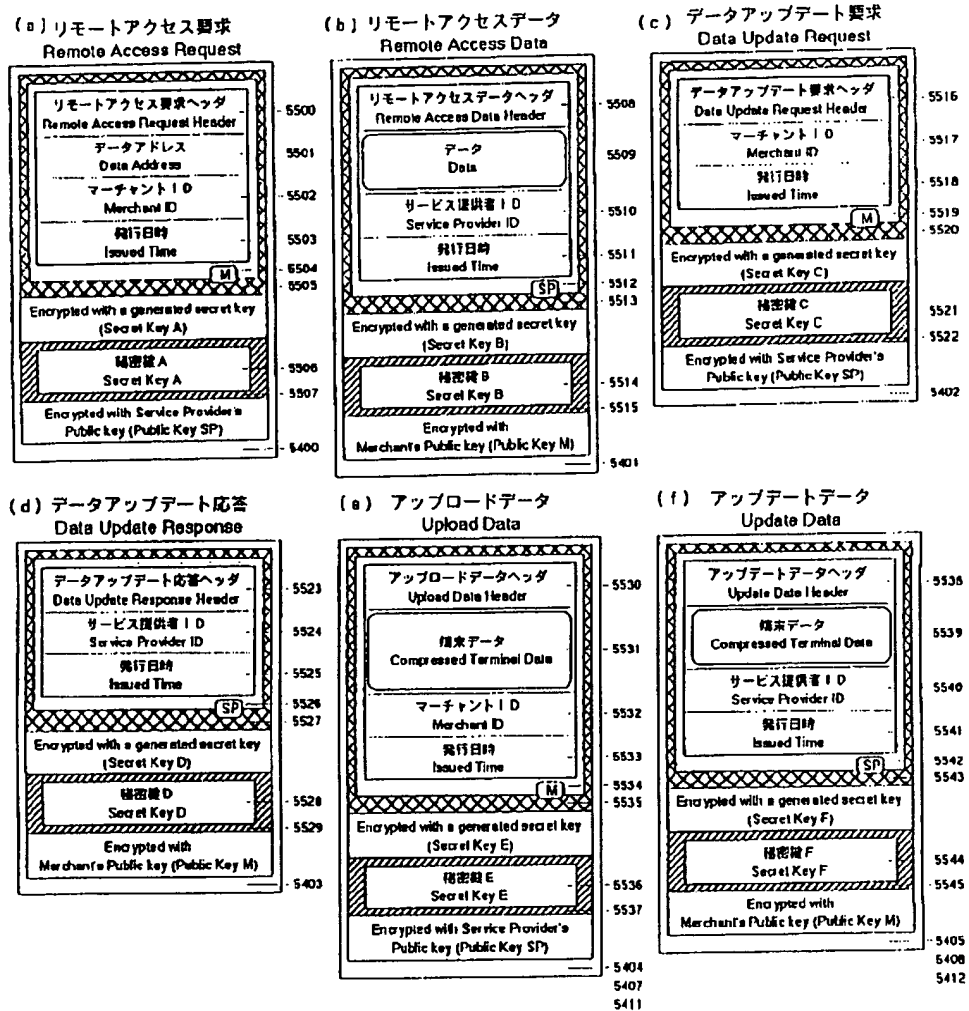 (a) リモートアクセス要求
Remote Access Request
リモートアクセス要求ヘッダ
Remote Access Request Header
データアドレス
Data Address
マーチャントID
Merchant ID
発行日時
Issued Time
M
Encrypted with a generated secret key
(Secret Key A)
秘密鍵A
Secret Key A
Encrypted with Service Provider's
Public key (Public Key SP)
5500
5501
5502
5503
5504
5505
5506
5507
5400
(b) リモートアクセスデータ
Remote Access Data
リモートアクセスデータヘッダ
Remote Access Data Header
データ
Data
サービス提供者ID
Service Provider ID
発行日時
Issued Time
SP
Encrypted with a generated secret key
(Secret Key B)
秘密鍵B
Secret Key B
Encrypted with
Merchant's Public key (Public Key M)
5508
5509
5510
5511
5512
5513
5514
5515
5401
(c) データアップデート要求
Data Update Request
データアップデート要求ヘッダ
Data Update Request Header
マーチャントID
Merchant ID
発行日時
Issued Time
M
Encrypted with a generated secret key
(Secret Key C)
秘密鍵C
Secret Key C
Encrypted with Service Provider's
Public key (Public Key SP)
5516
5517
5518
5519
5520
5521
5522
5402
(d) データアップデート応答
Data Update Response
データアップデート応答ヘッダ
Data Update Response Header
サービス提供者ID
Service Provider ID
発行日時
Issued Time
SP
Encrypted with a generated secret key
(Secret Key D)
秘密鍵D
Secret Key D
Encrypted with
Merchant's Public key (Public Key M)
5523
5524
5525
5526
5527
5528
5529
5403
(e) アップロードデータ
Upload Data
アップロードデータヘッダ
Upload Data Header
端末データ
Compressed Terminal Data
マーチャントID
Merchant ID
発行日時
Issued Time
M
Encrypted with a generated secret key
(Secret Key E)
秘密鍵E
Secret Key E
Encrypted with Service Provider's
Public key (Public Key SP)
5530
5531
5532
5533
5534
5535
5536
5537
5404
5407
5411
(f) アップデートデータ
Update Data
アップデートデータヘッダ
Update Data Header
端末データ
Compressed Terminal Data
サービス提供者ID
Service Provider ID
発行日時
Issued Time
SP
Encrypted with a generated secret key
(Secret Key F)
秘密鍵F
Secret Key F
Encrypted with
Merchant's Public key (Public Key M)
5538
5539
5540
5541
5542
5543
5544
5545
5405
5408
5412